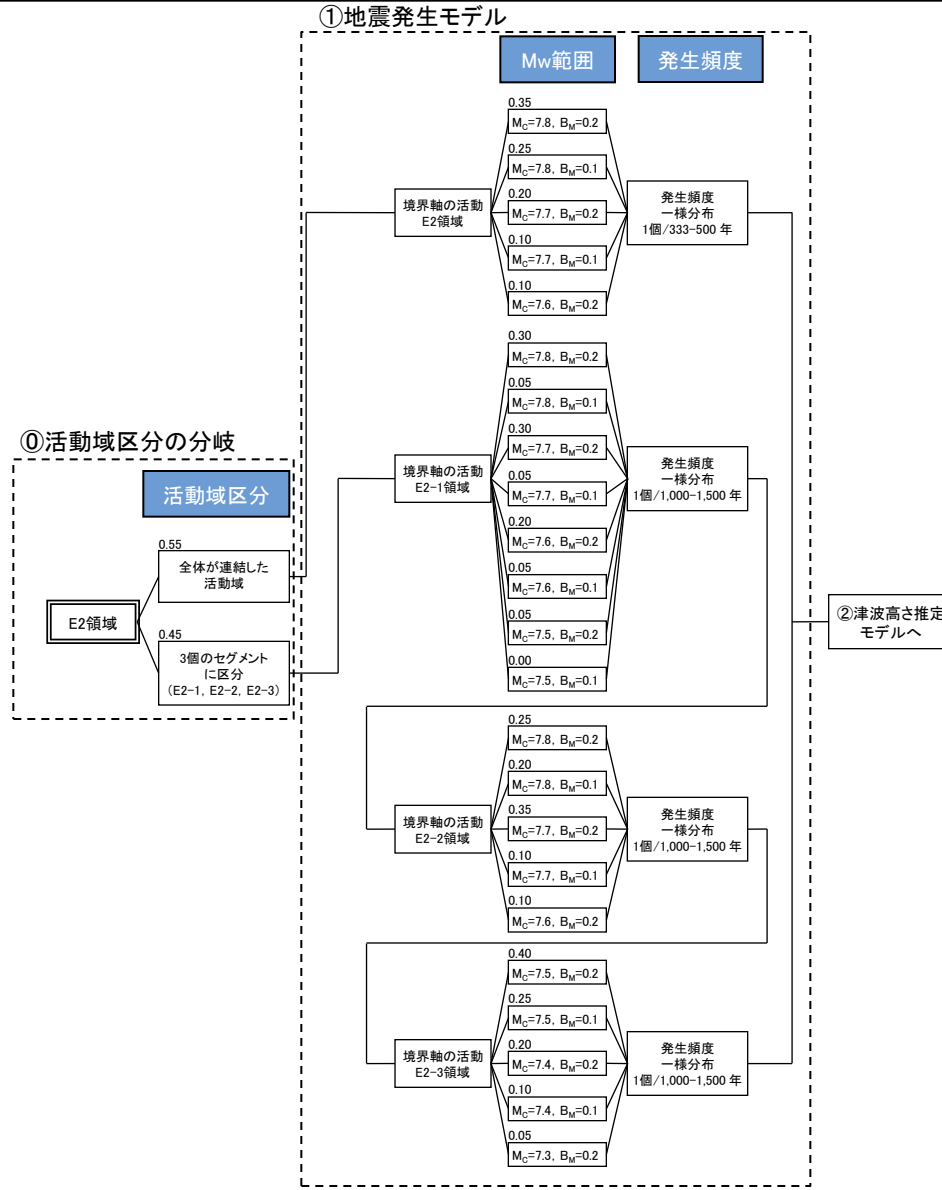 ①地震発生モデル
Mw範囲
発生頻度
0.35
MC=7.8, BM=0.2
0.25
MC=7.8, BM=0.1
0.20
MC=7.7, BM=0.2
0.10
MC=7.7, BM=0.1
0.10
MC=7.6, BM=0.2
境界軸の活動
E2領域
発生頻度
一様分布
1個/333-500 年
0.30
MC=7.8, BM=0.2
0.05
MC=7.8, BM=0.1
0.30
MC=7.7, BM=0.2
0.05
MC=7.7, BM=0.1
0.20
MC=7.6, BM=0.2
0.05
MC=7.6, BM=0.1
0.05
MC=7.5, BM=0.2
0.00
MC=7.5, BM=0.1
境界軸の活動
E2-1領域
発生頻度
一様分布
1個/1,000-1,500 年
⓪活動域区分の分岐
活動域区分
0.55
全体が連結した
活動域
E2領域
0.45
3個のセグメント
に区分
(E2-1, E2-2, E2-3)
②津波高さ推定
モデルへ
0.25
MC=7.8, BM=0.2
0.20
MC=7.8, BM=0.1
0.35
MC=7.7, BM=0.2
0.10
MC=7.7, BM=0.1
0.10
MC=7.6, BM=0.2
境界軸の活動
E2-2領域
発生頻度
一様分布
1個/1,000-1,500 年
0.40
MC=7.5, BM=0.2
0.25
MC=7.5, BM=0.1
0.20
MC=7.4, BM=0.2
0.10
MC=7.4, BM=0.1
0.05
MC=7.3, BM=0.2
境界軸の活動
E2-3領域
発生頻度
一様分布
1個/1,000-1,500 年